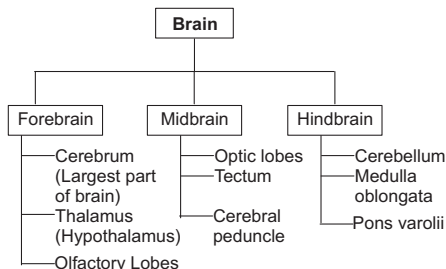 Brain
Forebrain
Midbrain
Hindbrain
Cerebrum
(Largest part
of brain)
Thalamus
(Hypothalamus)
Olfactory Lobes
Optic lobes
Tectum
Cerebral
peduncle
Cerebellum
Medulla
oblongata
Pons varolii